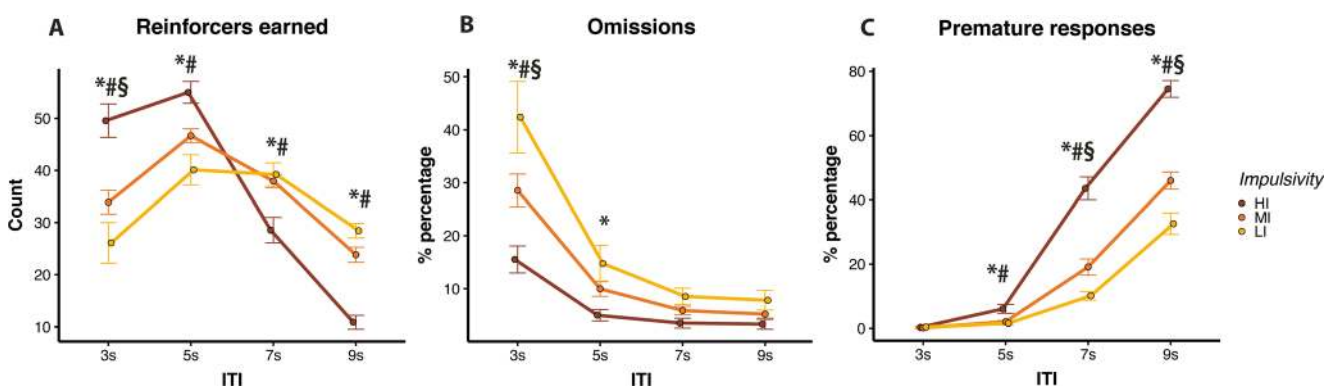 A Reinforcers earned
*#§
*#
*#
*#
Count
50
40
30
20
10
3s 5s 7s 9s
ITI
B Omissions
*#§
*
% percentage
50
40
30
20
10
3s 5s 7s 9s
ITI
C Premature responses
*#
*#§
*#§
% percentage
80
60
40
20
0
3s 5s 7s 9s
ITI
Impulsivity
HI
MI
LI